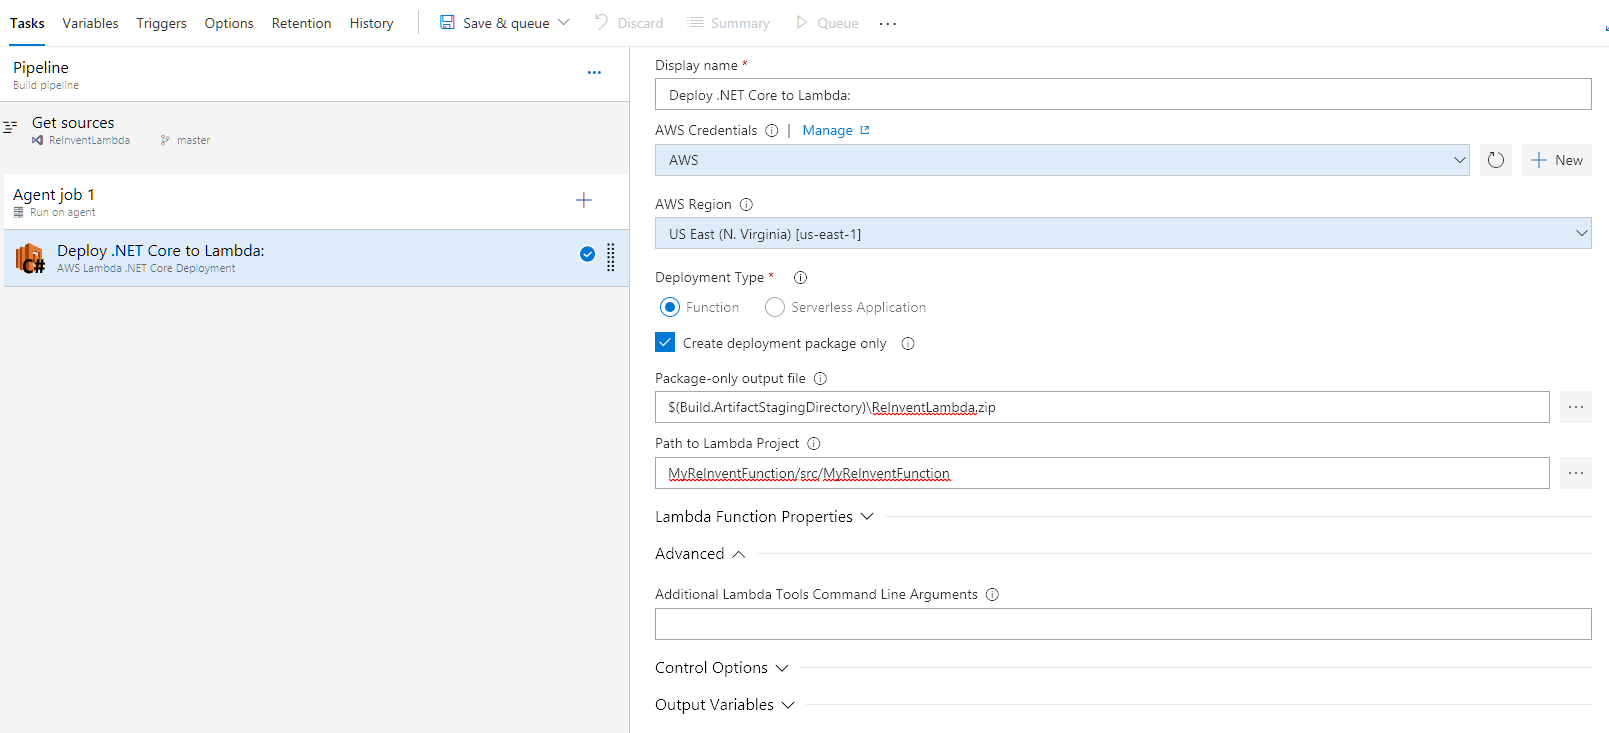 Tasks Variables Triggers Options Retention History Save & queue Discard Summary Queue ...
Pipeline
Build pipeline
...
Get sources
ReInventLambda master
Agent job 1
Run on agent
C#
Deploy .NET Core to Lambda:
AWS Lambda .NET Core Deployment
Display name *
Deploy .NET Core to Lambda:
AWS Credentials | Manage
AWS
New
AWS Region
US East (N. Virginia) [us-east-1]
Deployment Type *
Function Serverless Application
Create deployment package only
Package-only output file
$(Build.ArtifactStagingDirectory)\ReInventLambda.zip
...
Path to Lambda Project
MyReInventFunction/src/MyReInventFunction
...
Lambda Function Properties
Advanced
Additional Lambda Tools Command Line Arguments
Control Options
Output Variables